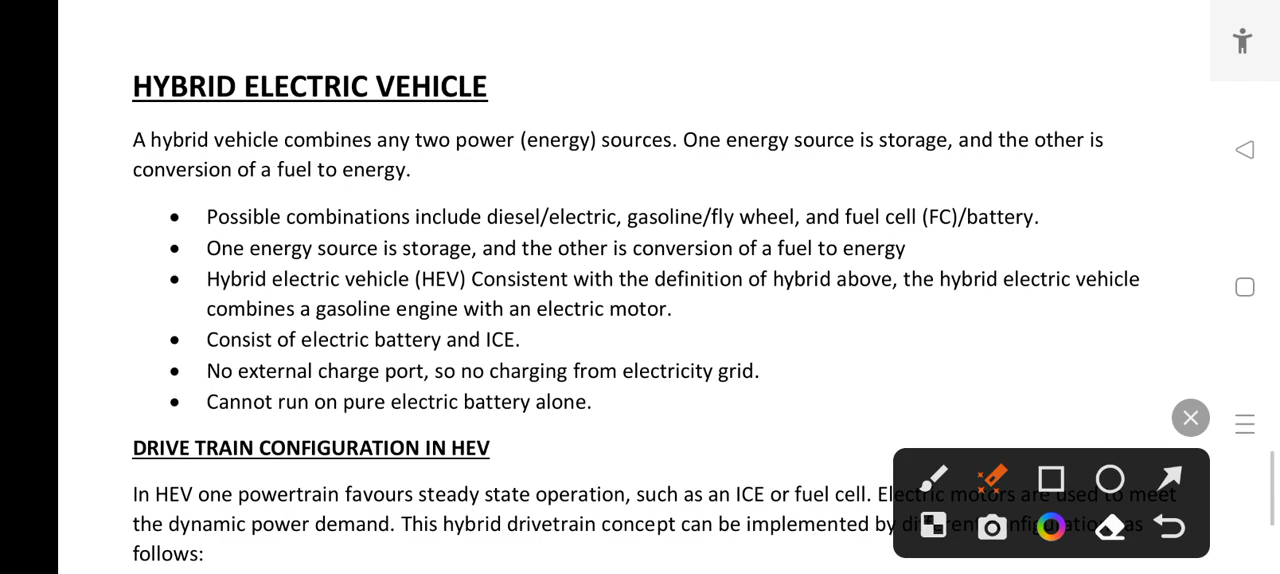 HYBRID ELECTRIC VEHICLE
A hybrid vehicle combines any two power (energy) sources. One energy source is storage, and the other is
conversion of a fuel to energy.
• Possible combinations include diesel/electric, gasoline/fly wheel, and fuel cell (FC)/battery.
• One energy source is storage, and the other is conversion of a fuel to energy
• Hybrid electric vehicle (HEV) Consistent with the definition of hybrid above, the hybrid electric vehicle
combines a gasoline engine with an electric motor.
• Consist of electric battery and ICE.
• No external charge port, so no charging from electricity grid.
• Cannot run on pure electric battery alone.
DRIVE TRAIN CONFIGURATION IN HEV
In HEV one powertrain favours steady state operation, such as an ICE or fuel cell. Electric motors are used to meet
the dynamic power demand. This hybrid drivetrain concept can be implemented by as
follows: